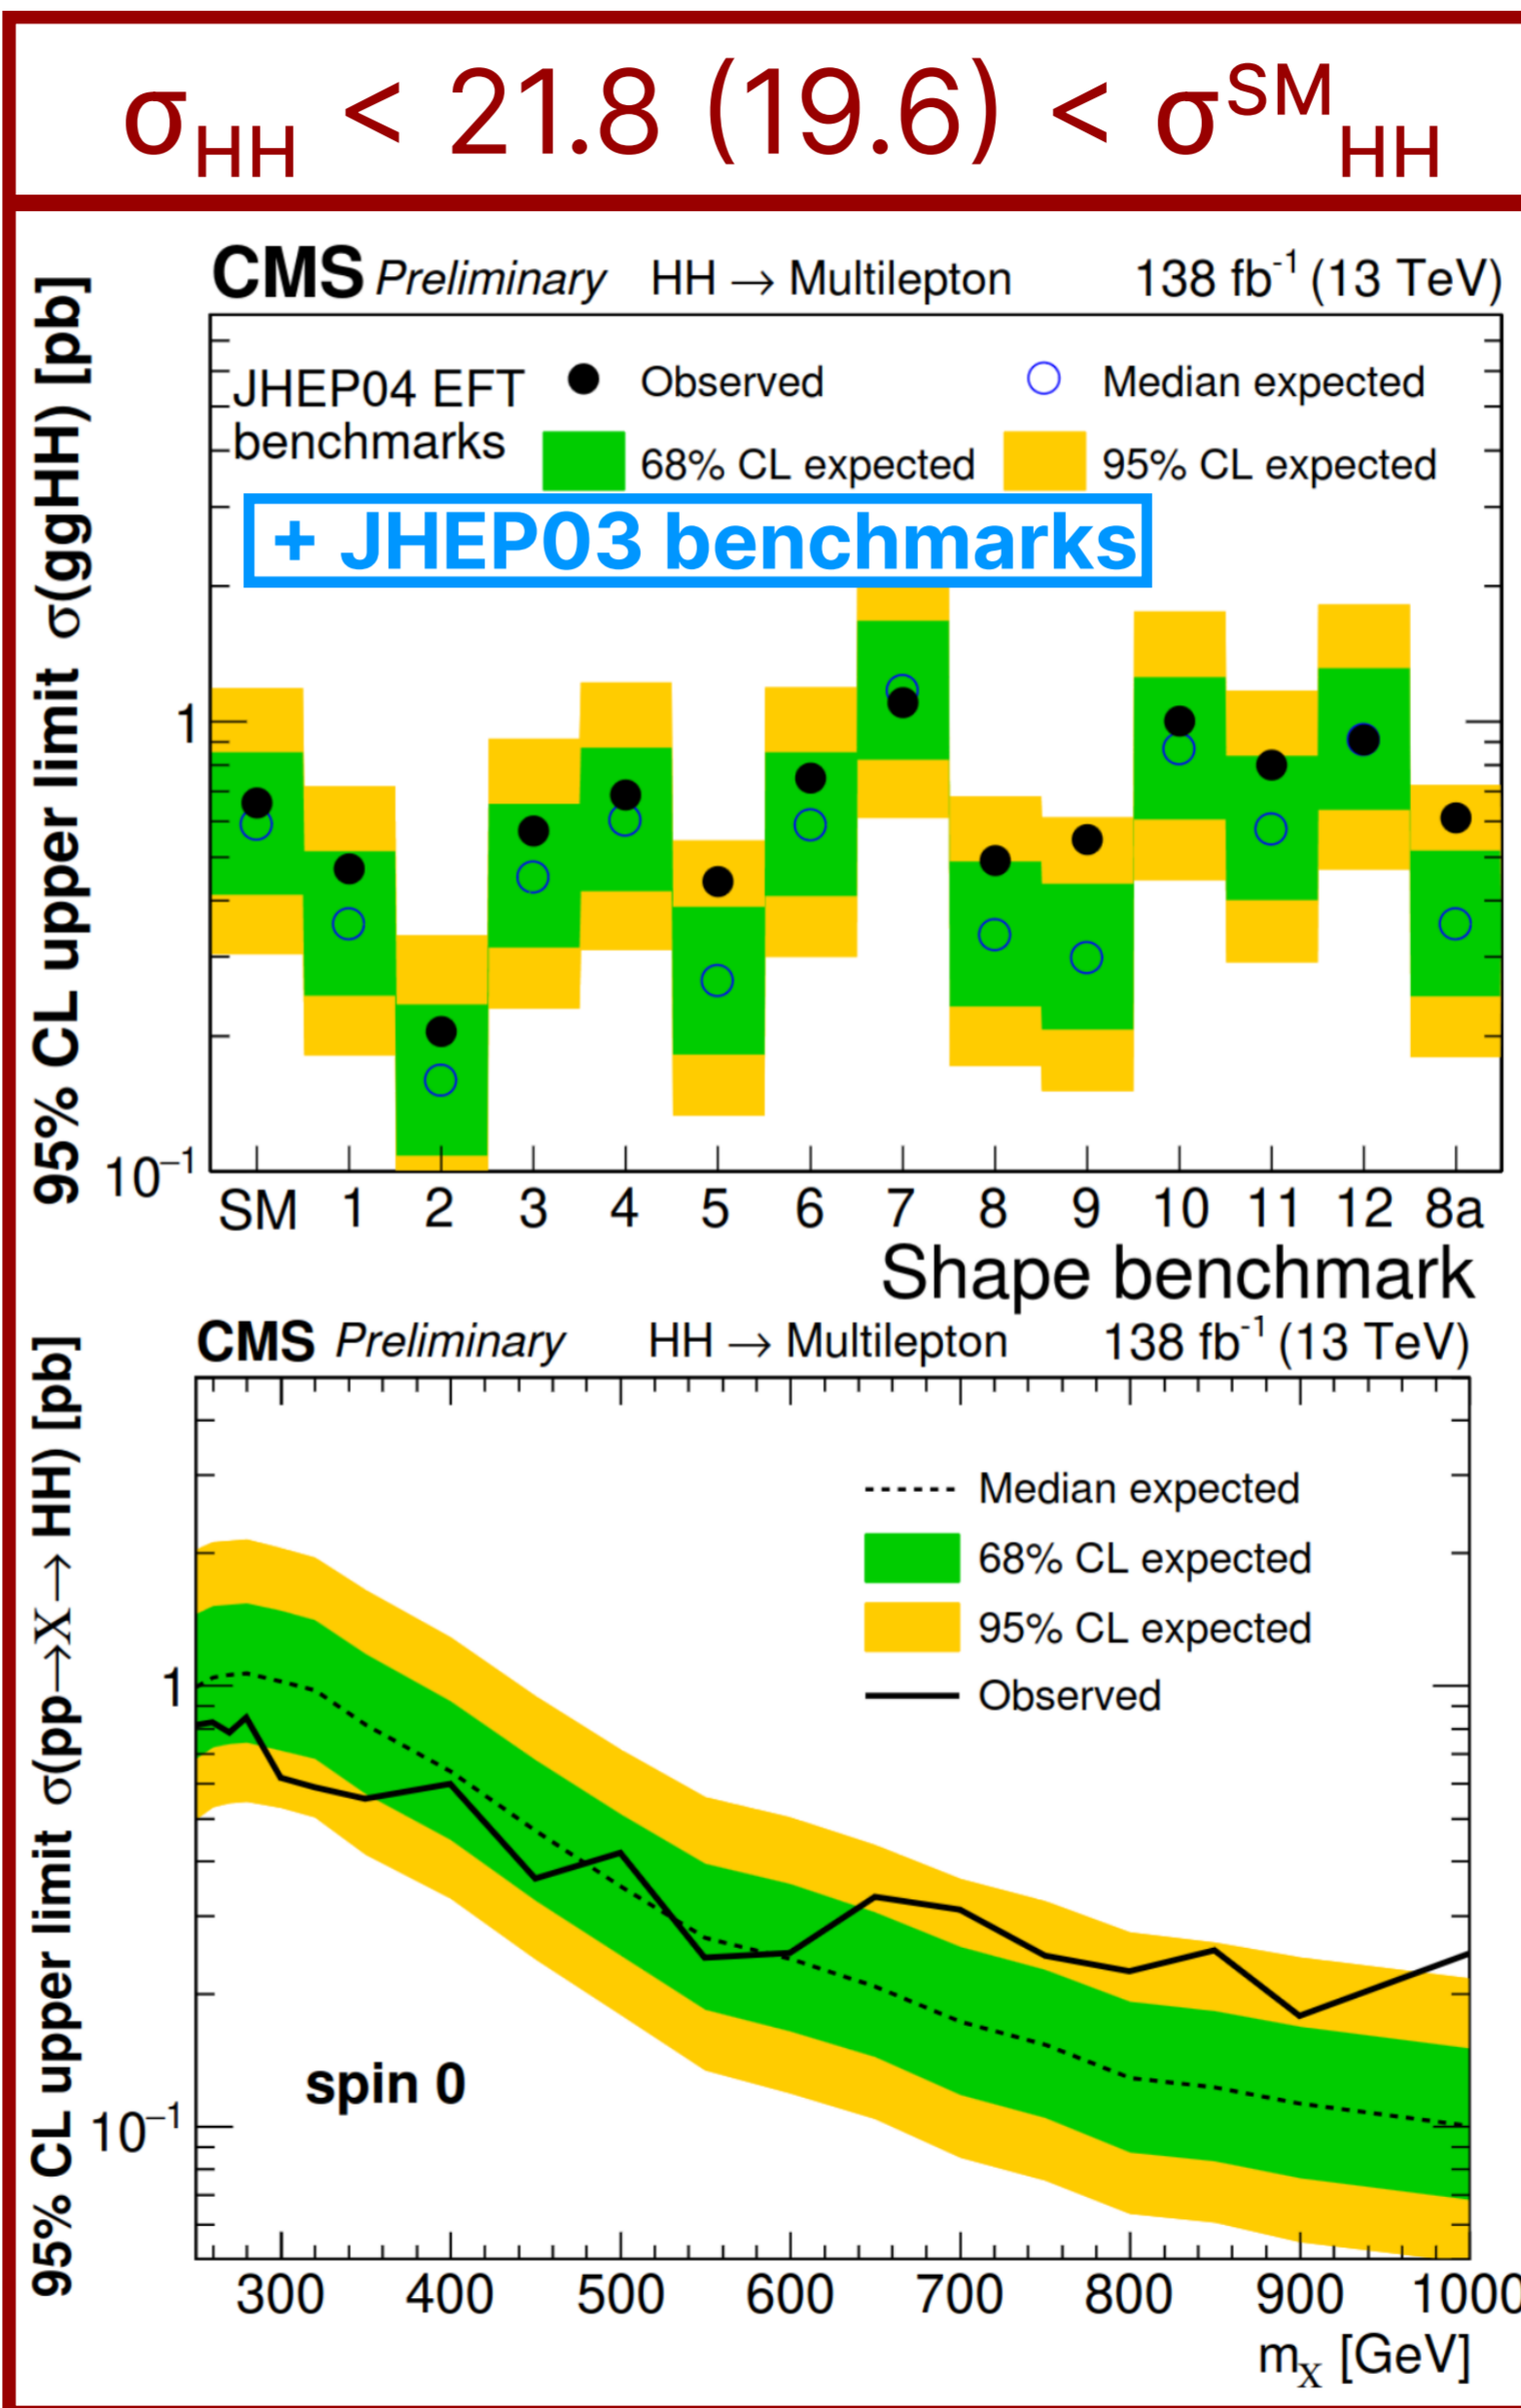 σHH < 21.8 (19.6) < σSMHH
CMS Preliminary HH → Multilepton 138 fb-1 (13 TeV)
95% CL upper limit σ(ggHH) [pb]
JHEP04 EFT
benchmarks
Observed
Median expected
68% CL expected
95% CL expected
+ JHEP03 benchmarks
1
10−1
SM 1 2 3 4 5 6 7 8 9 10 11 12 8a
Shape benchmark
CMS Preliminary HH → Multilepton 138 fb-1 (13 TeV)
95% CL upper limit σ(pp→X→ HH) [pb]
Median expected
68% CL expected
95% CL expected
Observed
1
spin 0
10−1
300 400 500 600 700 800 900 1000
mX [GeV]